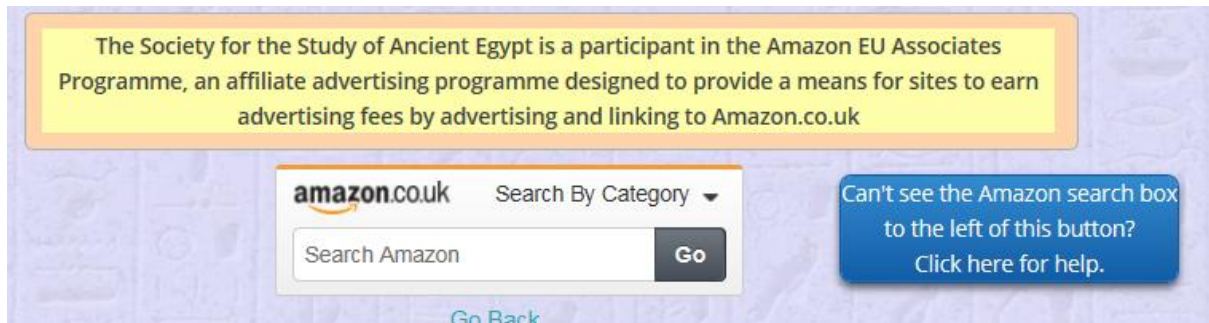 The Society for the Study of Ancient Egypt is a participant in the Amazon EU Associates
Programme, an affiliate advertising programme designed to provide a means for sites to earn
advertising fees by advertising and linking to Amazon.co.uk
amazon.co.uk Search By Category
Search Amazon Go
Can't see the Amazon search box
to the left of this button?
Click here for help.
Go Back